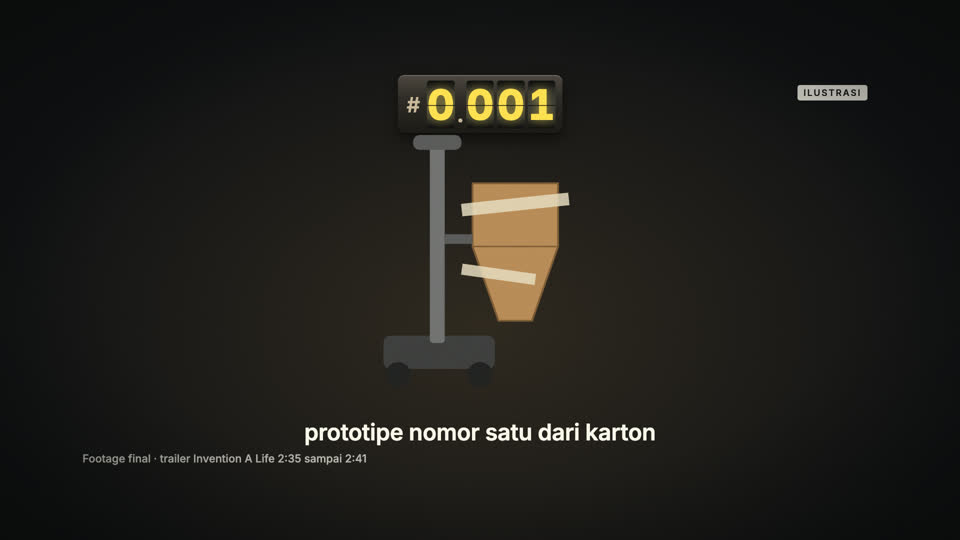 #0.001
ILUSTRASI
prototipe nomor satu dari karton
Footage final · trailer Invention A Life 2:35 sampai 2:41